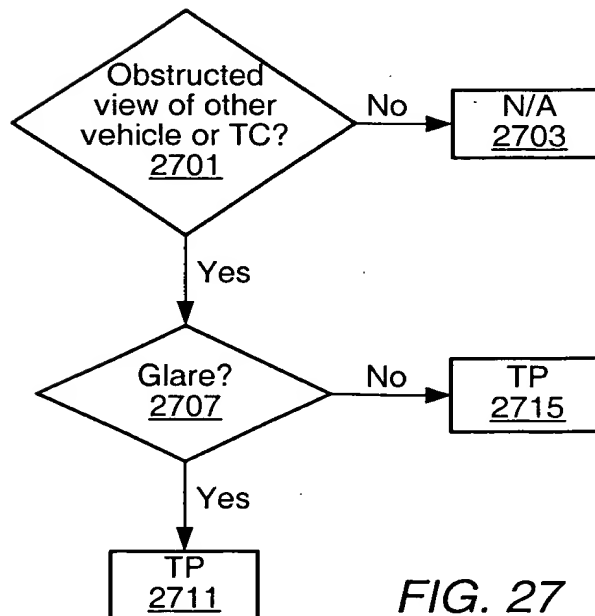 Obstructed
view of other
vehicle or TC?
2701
No
N/A
2703
Yes
Glare?
2707
No
TP
2715
Yes
TP
2711
FIG. 27